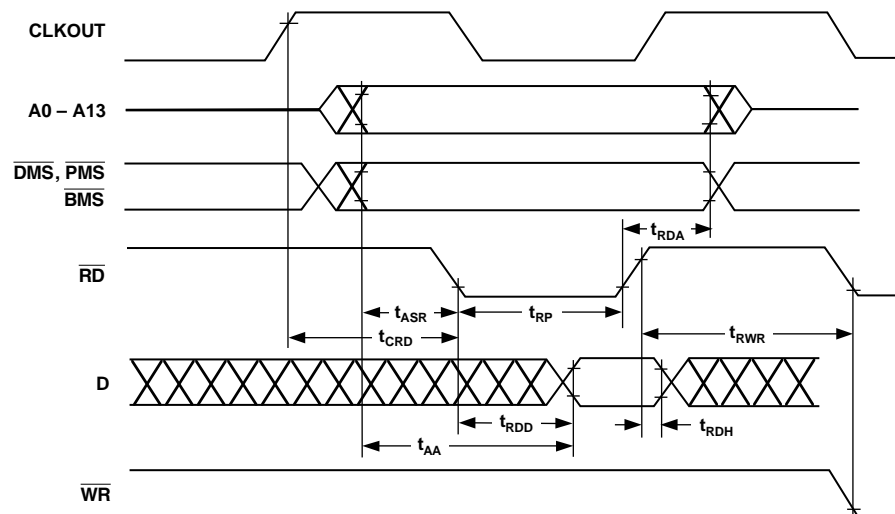 CLKOUT
A0 – A13
DMS, PMS
BMS
tRDA
RD
tASR
tRP
tCRD
tRWR
D
tRDD
tRDH
tAA
WR